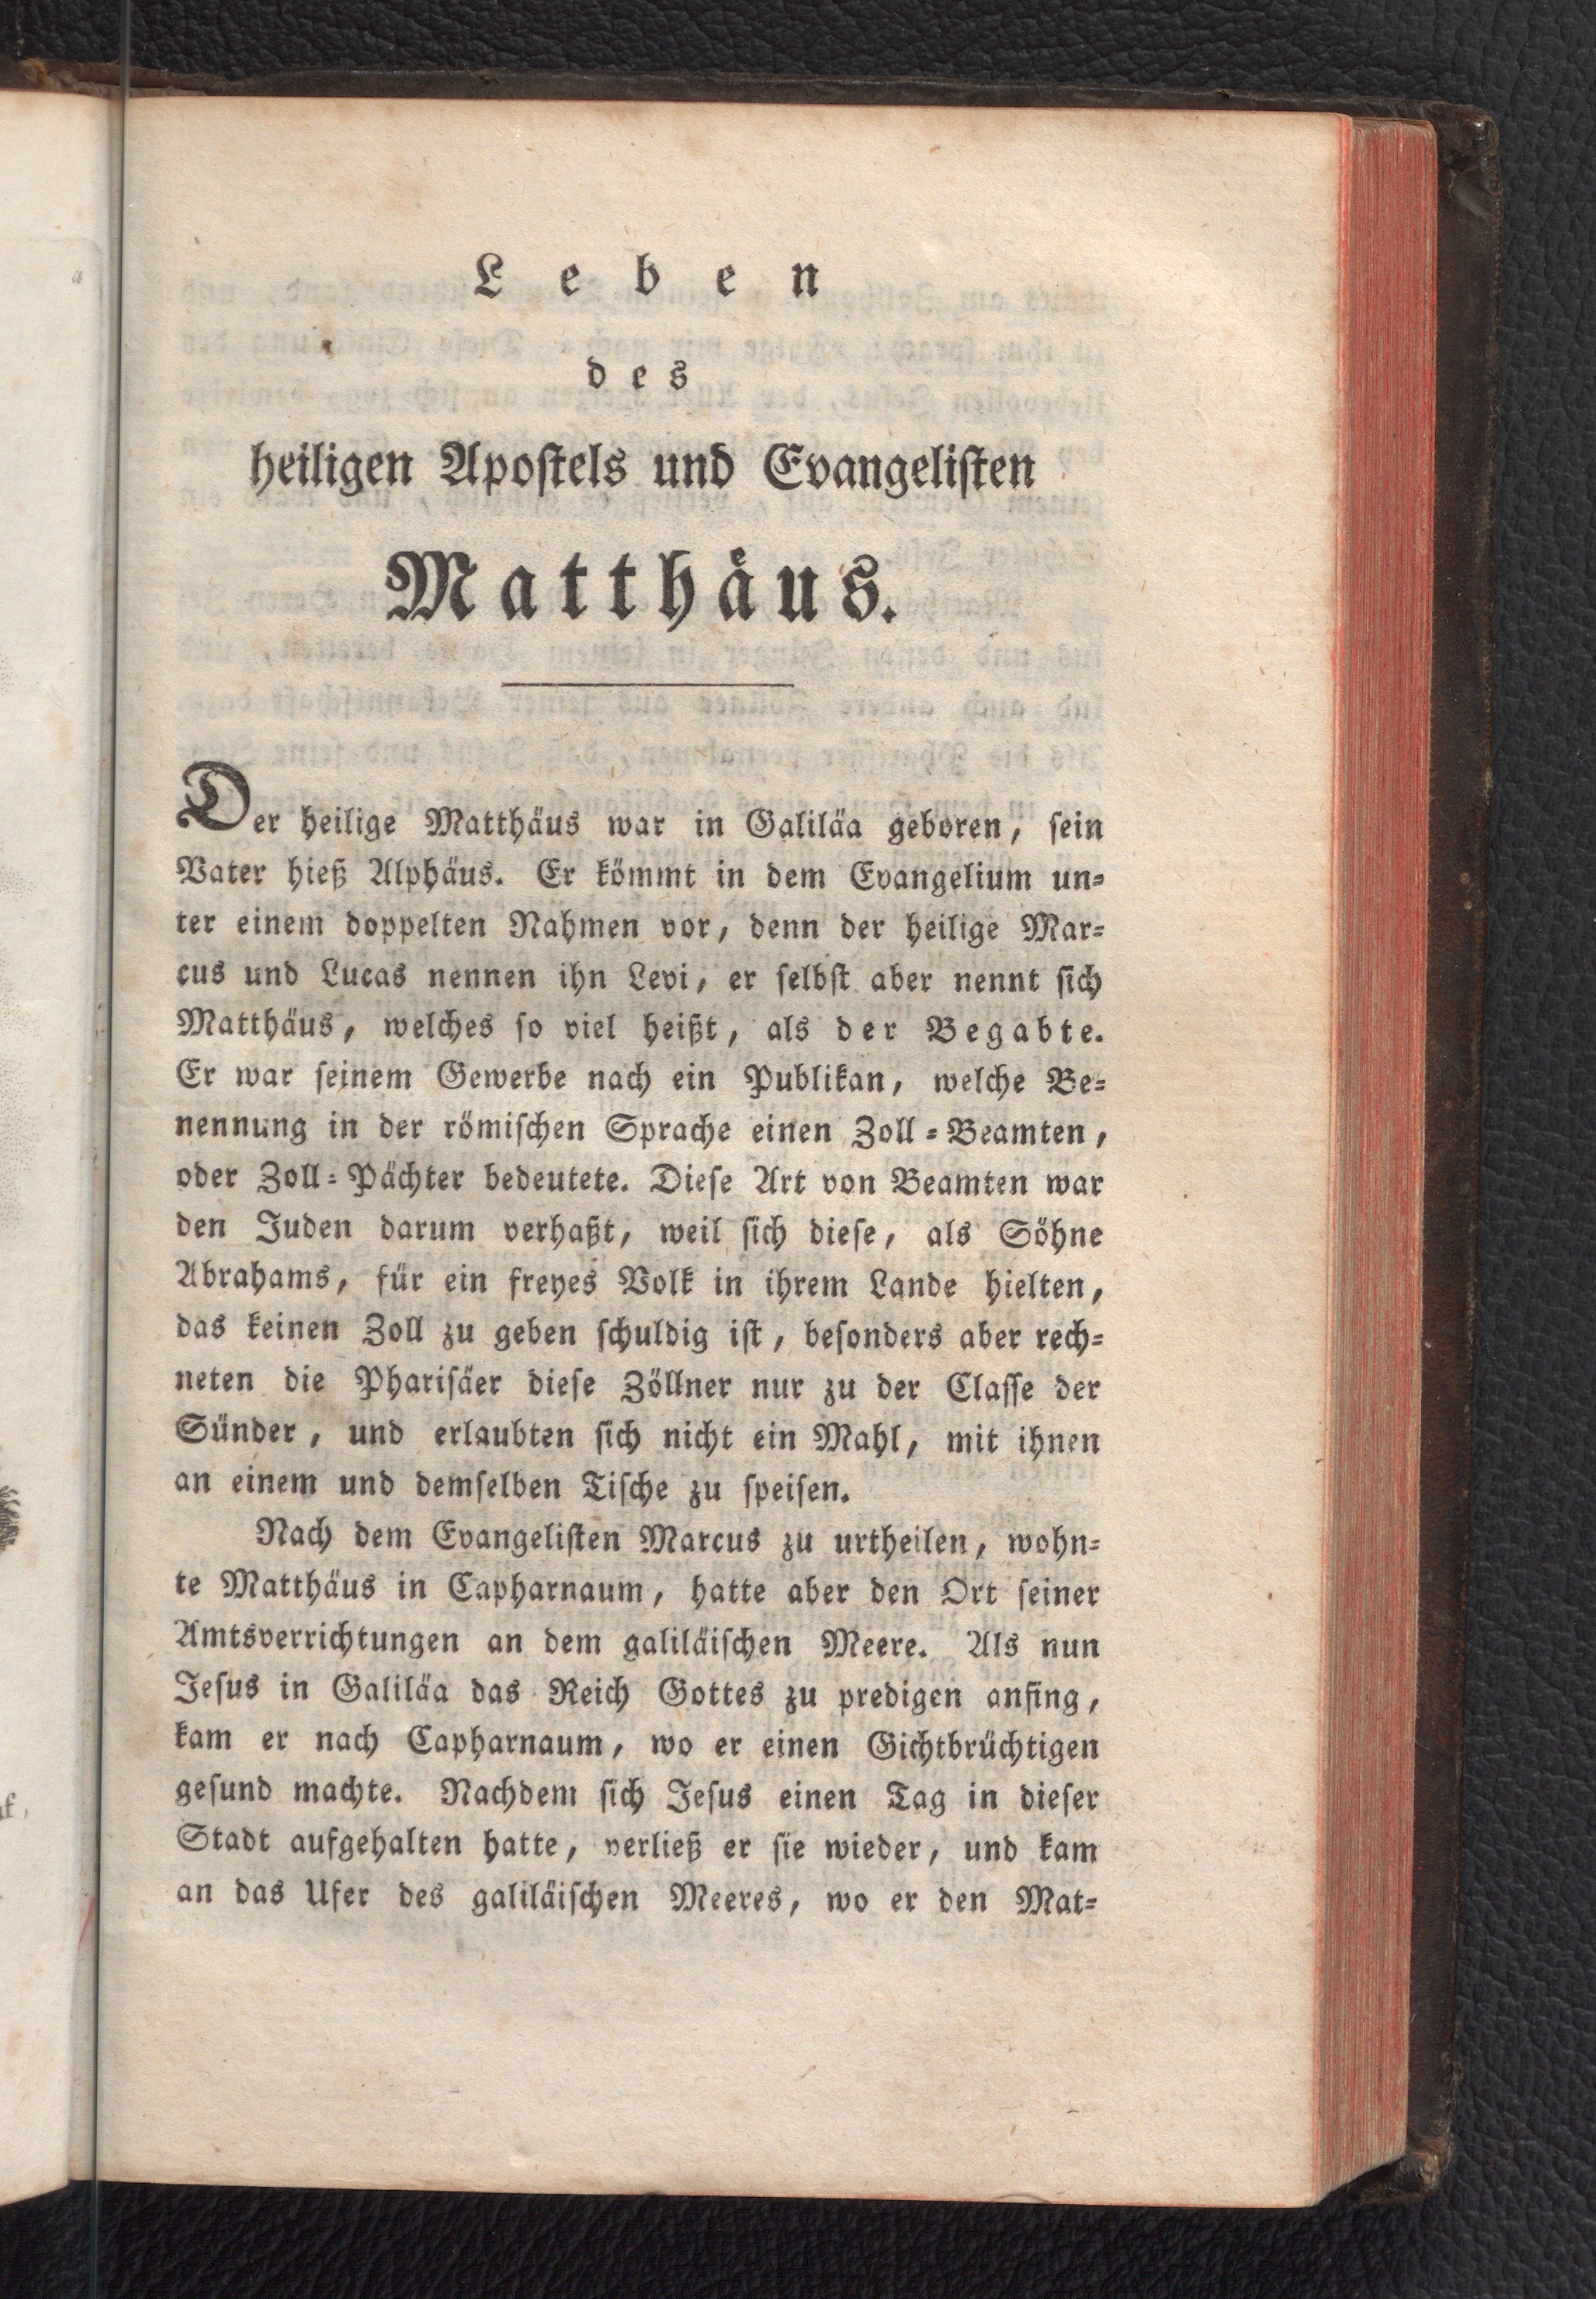 Leben
des
heiligen Apostels und Evangelisten
Matthäus.
Der heilige Matthäus war in Galiläa geboren, sein
Vater hieß Alphäus. Er kömmt in dem Evangelium un-
ter einem doppelten Nahmen vor, denn der heilige Mar-
cus und Lucas nennen ihn Levi, er selbst aber nennt sich
Matthäus, welches so viel heißt, als der Begabte.
Er war seinem Gewerbe nach ein Publikan, welche Be-
nennung in der römischen Sprache einen Zoll-Beamten,
oder Zoll-Pächter bedeutete. Diese Art von Beamten war
den Juden darum verhaßt, weil sich diese, als Söhne
Abrahams, für ein freyes Volk in ihrem Lande hielten,
das keinen Zoll zu geben schuldig ist, besonders aber rech-
neten die Pharisäer diese Zöllner nur zu der Classe der
Sünder, und erlaubten sich nicht ein Mahl, mit ihnen
an einem und demselben Tische zu speisen.
Nach dem Evangelisten Marcus zu urtheilen, wohn-
te Matthäus in Capharnaum, hatte aber den Ort seiner
Amtsverrichtungen an dem galiläischen Meere. Als nun
Jesus in Galiläa das Reich Gottes zu predigen anfing,
kam er nach Capharnaum, wo er einen Gichtbrüchtigen
gesund machte. Nachdem sich Jesus einen Tag in dieser
Stadt aufgehalten hatte, verließ er sie wieder, und kam
an das Ufer des galiläischen Meeres, wo er den Mat-